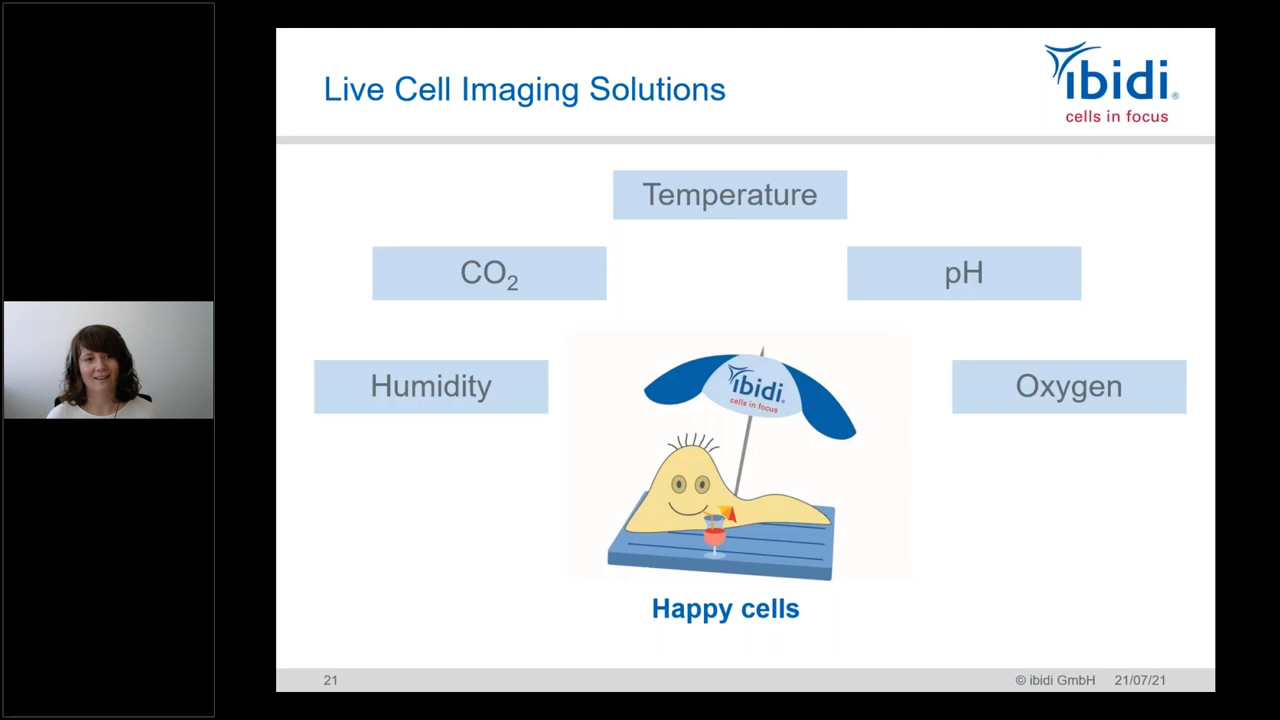 Live Cell Imaging Solutions
ibidi®
cells in focus
Temperature
CO₂
pH
Humidity
Oxygen
ibidi®
cells in focus
Happy cells
21
© ibidi GmbH 21/07/21